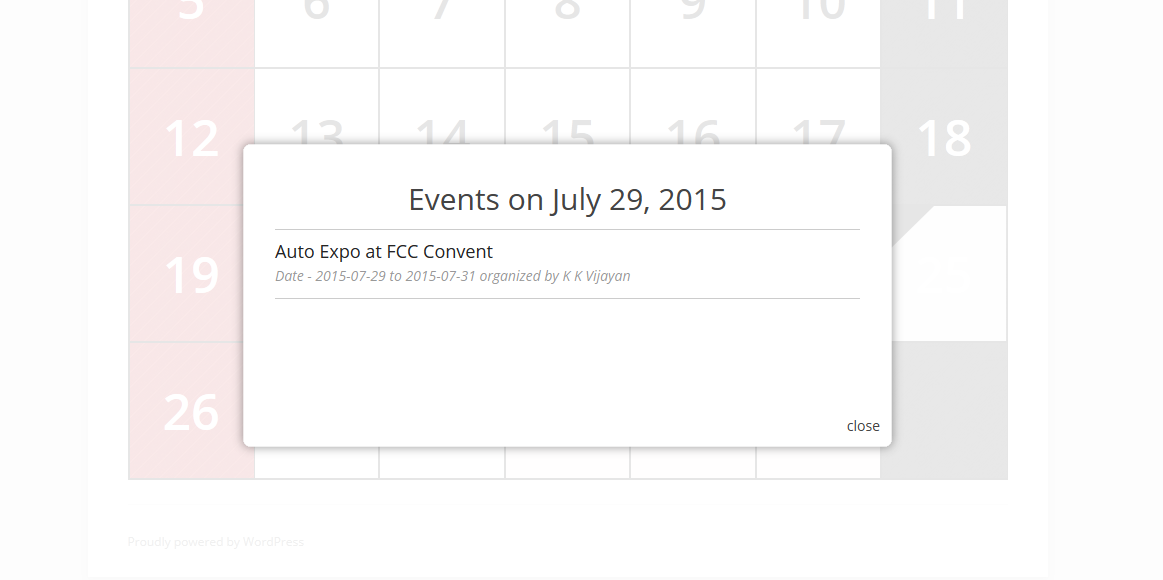 5 6 7 8 9 10 11
12 13 14 15 16 17 18
Events on July 29, 2015
Auto Expo at FCC Convent
19
Date - 2015-07-29 to 2015-07-31 organized by K K Vijayan
26
close
Proudly powered by WordPress